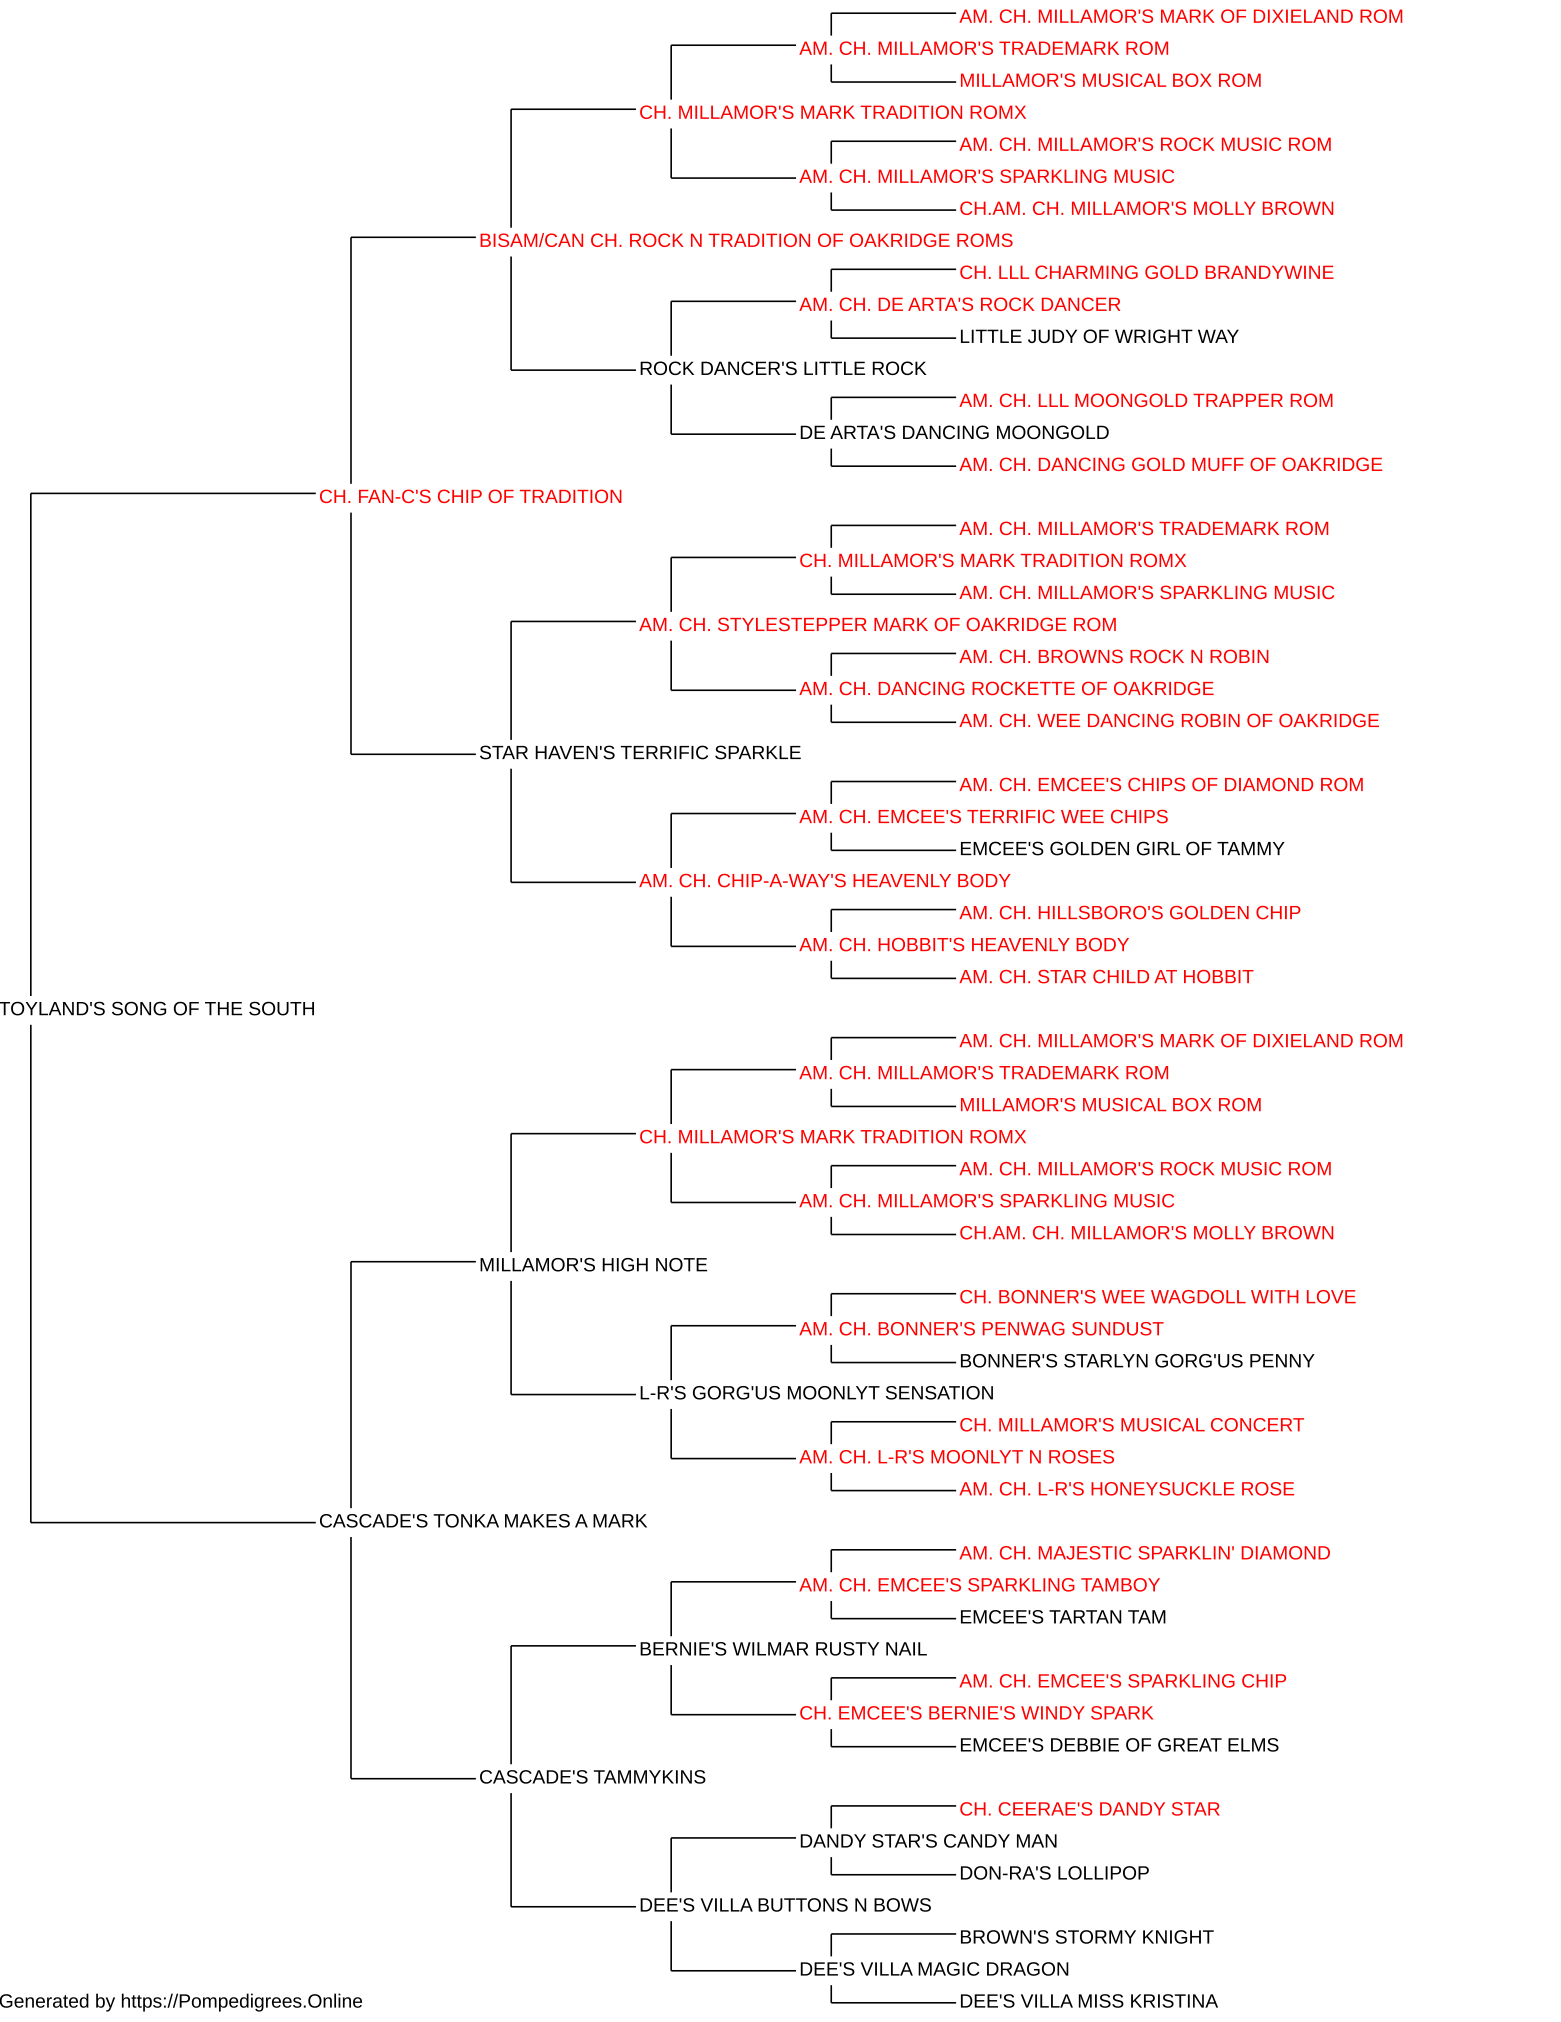 AM. CH. MILLAMOR'S MARK OF DIXIELAND ROM
AM. CH. MILLAMOR'S TRADEMARK ROM
MILLAMOR'S MUSICAL BOX ROM
CH. MILLAMOR'S MARK TRADITION ROMX
AM. CH. MILLAMOR'S ROCK MUSIC ROM
AM. CH. MILLAMOR'S SPARKLING MUSIC
CH.AM. CH. MILLAMOR'S MOLLY BROWN
BISAM/CAN CH. ROCK N TRADITION OF OAKRIDGE ROMS
CH. LLL CHARMING GOLD BRANDYWINE
AM. CH. DE ARTA'S ROCK DANCER
LITTLE JUDY OF WRIGHT WAY
ROCK DANCER'S LITTLE ROCK
AM. CH. LLL MOONGOLD TRAPPER ROM
DE ARTA'S DANCING MOONGOLD
AM. CH. DANCING GOLD MUFF OF OAKRIDGE
CH. FAN-C'S CHIP OF TRADITION
AM. CH. MILLAMOR'S TRADEMARK ROM
CH. MILLAMOR'S MARK TRADITION ROMX
AM. CH. MILLAMOR'S SPARKLING MUSIC
AM. CH. STYLESTEPPER MARK OF OAKRIDGE ROM
AM. CH. BROWNS ROCK N ROBIN
AM. CH. DANCING ROCKETTE OF OAKRIDGE
AM. CH. WEE DANCING ROBIN OF OAKRIDGE
STAR HAVEN'S TERRIFIC SPARKLE
AM. CH. EMCEE'S CHIPS OF DIAMOND ROM
AM. CH. EMCEE'S TERRIFIC WEE CHIPS
EMCEE'S GOLDEN GIRL OF TAMMY
AM. CH. CHIP-A-WAY'S HEAVENLY BODY
AM. CH. HILLSBORO'S GOLDEN CHIP
AM. CH. HOBBIT'S HEAVENLY BODY
AM. CH. STAR CHILD AT HOBBIT
TOYLAND'S SONG OF THE SOUTH
AM. CH. MILLAMOR'S MARK OF DIXIELAND ROM
AM. CH. MILLAMOR'S TRADEMARK ROM
MILLAMOR'S MUSICAL BOX ROM
CH. MILLAMOR'S MARK TRADITION ROMX
AM. CH. MILLAMOR'S ROCK MUSIC ROM
AM. CH. MILLAMOR'S SPARKLING MUSIC
CH.AM. CH. MILLAMOR'S MOLLY BROWN
MILLAMOR'S HIGH NOTE
CH. BONNER'S WEE WAGDOLL WITH LOVE
AM. CH. BONNER'S PENWAG SUNDUST
BONNER'S STARLYN GORG'US PENNY
L-R'S GORG'US MOONLYT SENSATION
CH. MILLAMOR'S MUSICAL CONCERT
AM. CH. L-R'S MOONLYT N ROSES
AM. CH. L-R'S HONEYSUCKLE ROSE
CASCADE'S TONKA MAKES A MARK
AM. CH. MAJESTIC SPARKLIN' DIAMOND
AM. CH. EMCEE'S SPARKLING TAMBOY
EMCEE'S TARTAN TAM
BERNIE'S WILMAR RUSTY NAIL
AM. CH. EMCEE'S SPARKLING CHIP
CH. EMCEE'S BERNIE'S WINDY SPARK
EMCEE'S DEBBIE OF GREAT ELMS
CASCADE'S TAMMYKINS
CH. CEERAE'S DANDY STAR
DANDY STAR'S CANDY MAN
DON-RA'S LOLLIPOP
DEE'S VILLA BUTTONS N BOWS
BROWN'S STORMY KNIGHT
DEE'S VILLA MAGIC DRAGON
DEE'S VILLA MISS KRISTINA
Generated by https://Pompedigrees.Online